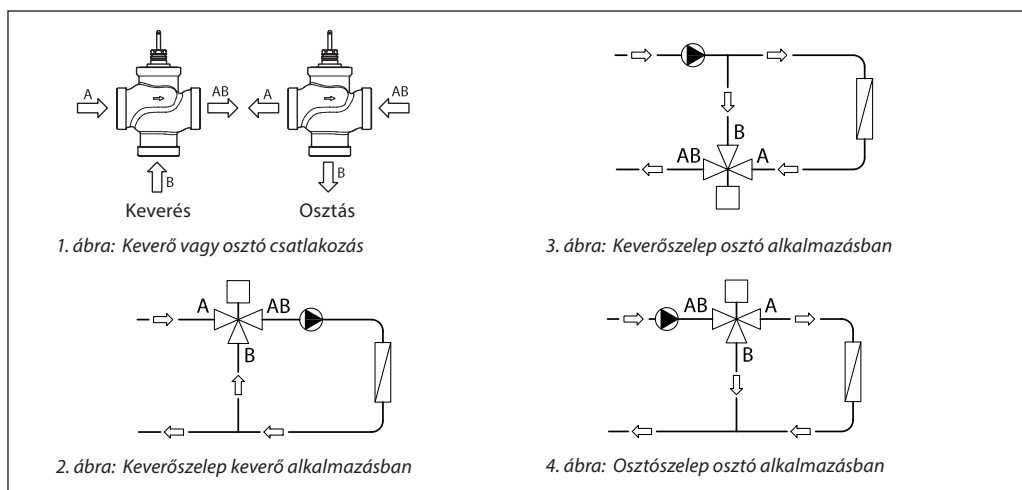 A
AB
A
AB
B
B
Keverés
Osztás
1. ábra: Keverő vagy osztó csatlakozás
B
AB
A
3. ábra: Keverőszelep osztó alkalmazásban
A
AB
B
2. ábra: Keverőszelep keverő alkalmazásban
AB
A
B
4. ábra: Osztószelep osztó alkalmazásban